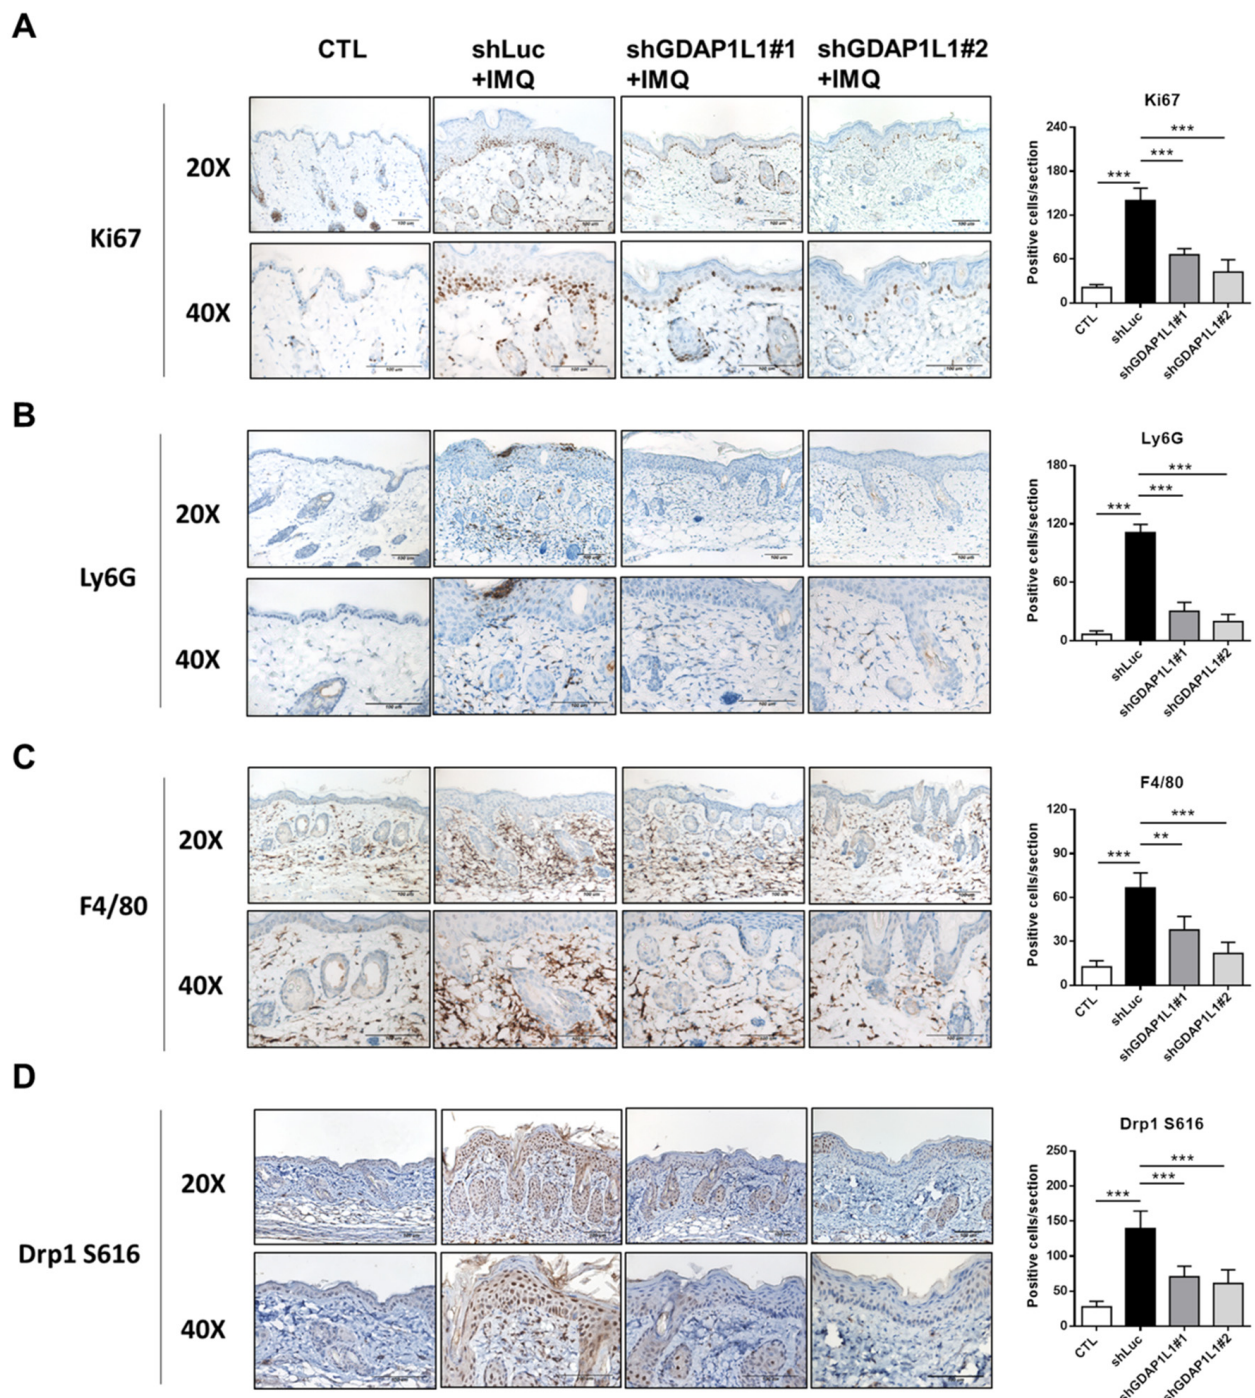 A
CTL
shLuc
+IMQ
shGDAP1L1#1
+IMQ
shGDAP1L1#2
+IMQ
Ki67
20X
40X
Ki67
Positive cells/section
240
180
120
60
0
***
***
***
CTL
shLuc
shGDAP1L1#1
shGDAP1L1#2
B
Ly6G
20X
40X
Ly6G
Positive cells/section
180
120
60
0
***
***
***
CTL
shLuc
shGDAP1L1#1
shGDAP1L1#2
C
F4/80
20X
40X
F4/80
Positive cells/section
120
90
60
30
0
***
**
***
CTL
shLuc
shGDAP1L1#1
shGDAP1L1#2
D
Drp1 S616
20X
40X
Drp1 S616
Positive cells/section
250
200
150
100
50
0
***
***
***
CTL
shLuc
shGDAP1L1#1
shGDAP1L1#2